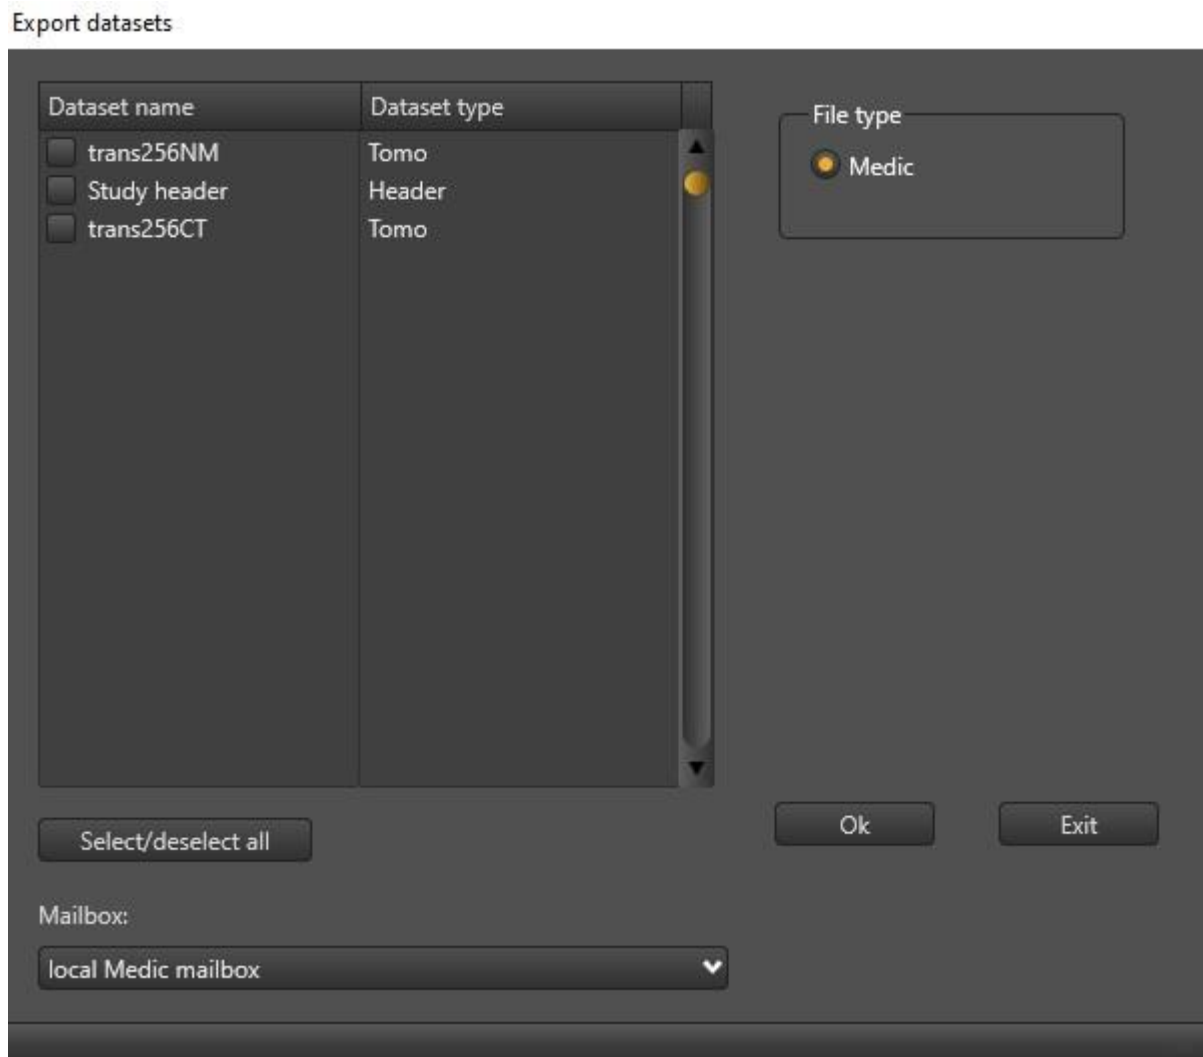 Export datasets
Dataset name Dataset type
trans256NM Tomo
Study header Header
trans256CT Tomo
File type
Medic
Select/deselect all
Ok
Exit
Mailbox:
local Medic mailbox